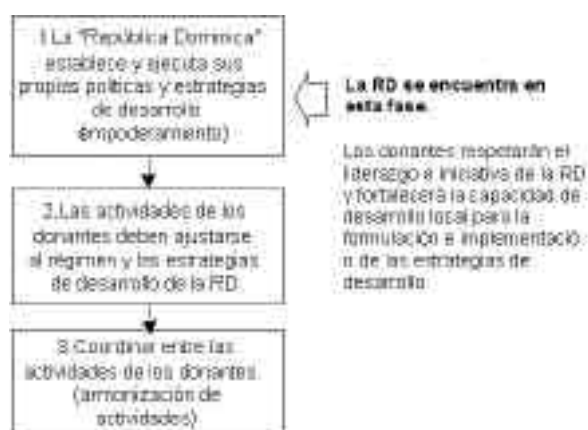 1.La "República Dominica"
establece y ejecuta sus
propias políticas y estrategias
de desarrollo
empoderamento)
La RD se encuentra en
esta fase.
Los donantes respetarán el
liderazgo e iniciativa de la RD
y fortalecerá la capacidad de
desarrollo local para la
formulación e implementació
n de las estrategias de
desarrollo
2.Las actividades de los
donantes deben ajustarse
al régimen y las estrategias
de desarrollo de la RD.
3.Coordinar entre las
actividades de los donantes.
(armonización de
actividades)